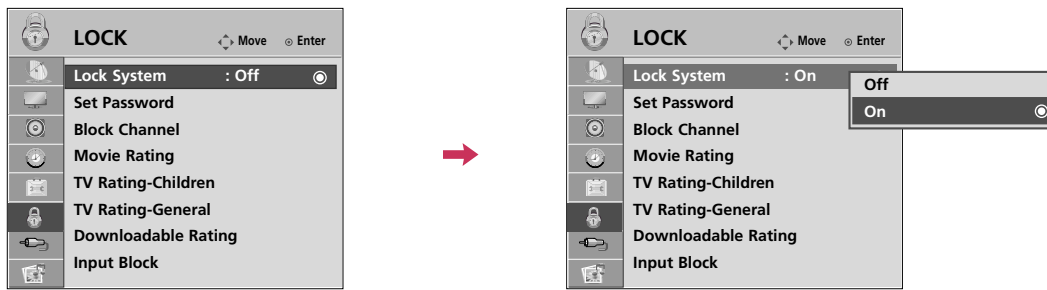 LOCK
Move Enter
Lock System : Off
Set Password
Block Channel
Movie Rating
TV Rating-Children
TV Rating-General
Downloadable Rating
Input Block
LOCK
Move Enter
Lock System : On
Set Password
Block Channel
Movie Rating
TV Rating-Children
TV Rating-General
Downloadable Rating
Input Block
Off
On